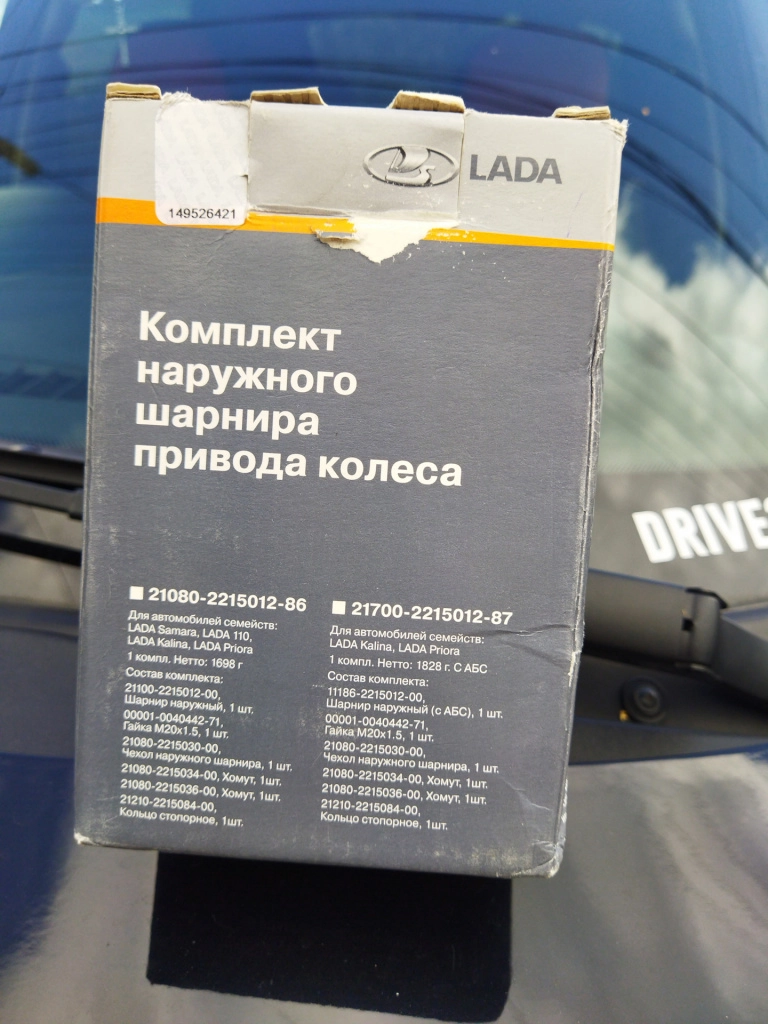 LADA
149526421
Комплект
наружного
шарнира
привода колеса
21080-2215012-86
Для автомобилей семейств:
LADA Samara, LADA 110,
LADA Kalina, LADA Priora
1 компл. Нетто: 1698 г
Состав комплекта:
21100-2215012-00,
Шарнир наружный, 1 шт.
00001-0040442-71,
Гайка М20х1.5, 1 шт.
21080-2215030-00,
Чехол наружного шарнира, 1 шт.
21080-2215034-00, Хомут, 1шт.
21080-2215036-00, Хомут, 1шт.
21210-2215084-00,
Кольцо стопорное, 1шт.
21700-2215012-87
Для автомобилей семейств:
LADA Kalina, LADA Priora
1 компл. Нетто: 1828 г. С АБС
Состав комплекта:
11186-2215012-00,
Шарнир наружный (с АБС), 1 шт.
00001-0040442-71,
Гайка М20х1.5, 1 шт.
21080-2215030-00,
Чехол наружного шарнира, 1 шт.
21080-2215034-00, Хомут, 1шт.
21080-2215036-00, Хомут, 1шт.
21210-2215084-00,
Кольцо стопорное, 1шт.